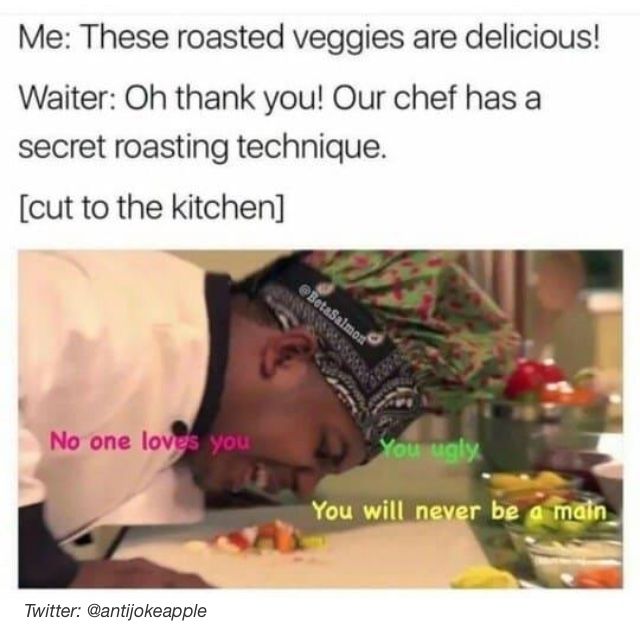 Me: These roasted veggies are delicious!
Waiter: Oh thank you! Our chef has a
secret roasting technique.
[cut to the kitchen]
@BetaSalmon
No one loves you
You ugly
You will never be a main
Twitter: @antijokeapple